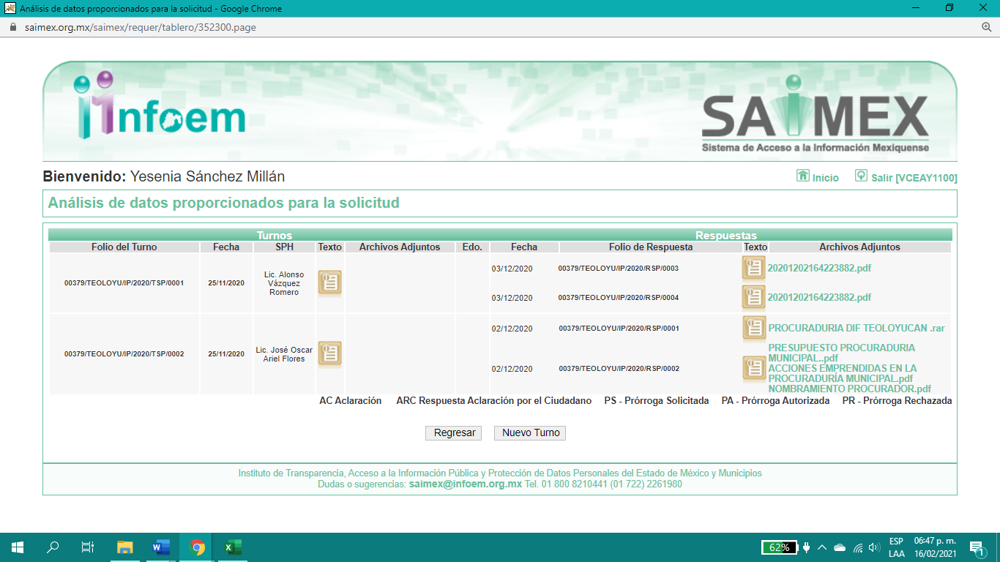 Análisis de datos proporcionados para la solicitud - Google Chrome
saimex.org.mx/saimex/requer/tablero/352300.page
infoem
SAIMEX
Sistema de Acceso a la Información Mexiquense
Bienvenido: Yesenia Sánchez Millán
Inicio Salir [VCEAY1100]
Análisis de datos proporcionados para la solicitud
Turnos Respuestas
Folio del Turno Fecha SPH Texto Archivos Adjuntos Edo. Fecha Folio de Respuesta Texto Archivos Adjuntos
00379/TEOLOYU/IP/2020/TSP/0001 25/11/2020 Lic. Alonso
Vázquez
Romero
03/12/2020 00379/TEOLOYU/IP/2020/RSP/0003 20201202164223882.pdf
03/12/2020 00379/TEOLOYU/IP/2020/RSP/0004 20201202164223882.pdf
00379/TEOLOYU/IP/2020/TSP/0002 25/11/2020 Lic. José Oscar
Ariel Flores
02/12/2020 00379/TEOLOYU/IP/2020/RSP/0001 PROCURADURIA DIF TEOLOYUCAN .rar
02/12/2020 00379/TEOLOYU/IP/2020/RSP/0002 PRESUPUESTO PROCURADURIA
MUNICIPAL..pdf
ACCIONES EMPRENDIDAS EN LA
PROCURADURÍA MUNICIPAL.pdf
NOMBRAMIENTO PROCURADOR.pdf
AC Aclaración ARC Respuesta Aclaración por el Ciudadano PS - Prórroga Solicitada PA - Prórroga Autorizada PR - Prórroga Rechazada
Regresar Nuevo Turno
Instituto de Transparencia, Acceso a la Información Pública y Protección de Datos Personales del Estado de México y Municipios
Dudas o sugerencias: saimex@infoem.org.mx Tel. 01 800 8210441 (01 722) 2261980
62% ESP 06:47 p. m.
LAA 16/02/2021 1